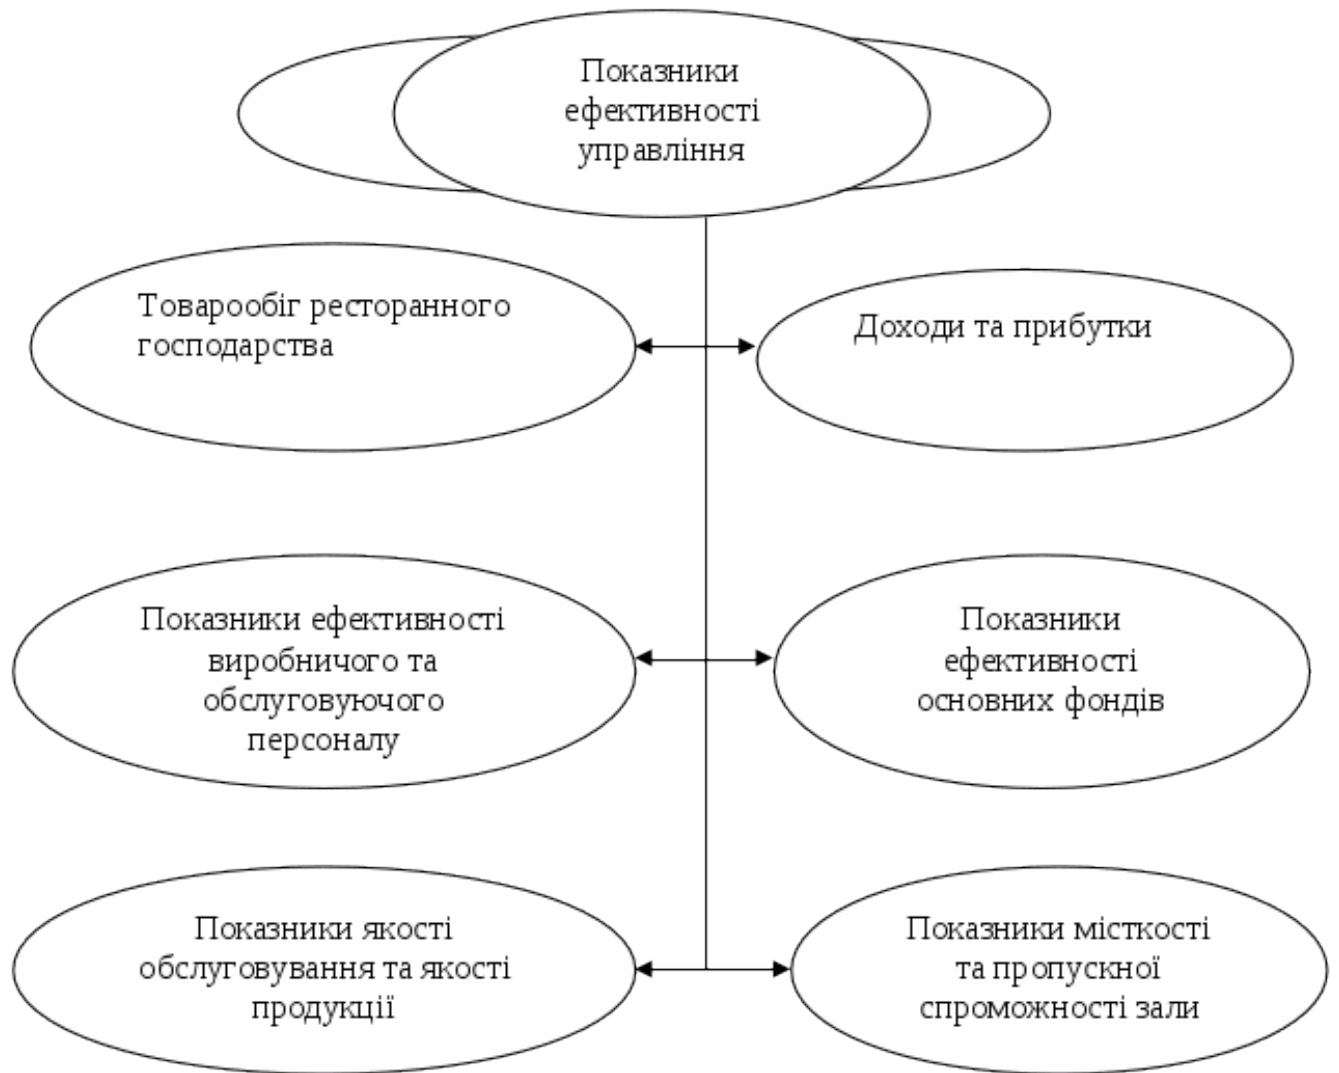 Показники
ефективності
управління
Товарообіг ресторанного
господарства
Доходи та прибутки
Показники ефективності
виробничого та
обслуговуючого
персоналу
Показники
ефективності
основних фондів
Показники якості
обслуговування та якості
продукції
Показники місткості
та пропускної
спроможності зали